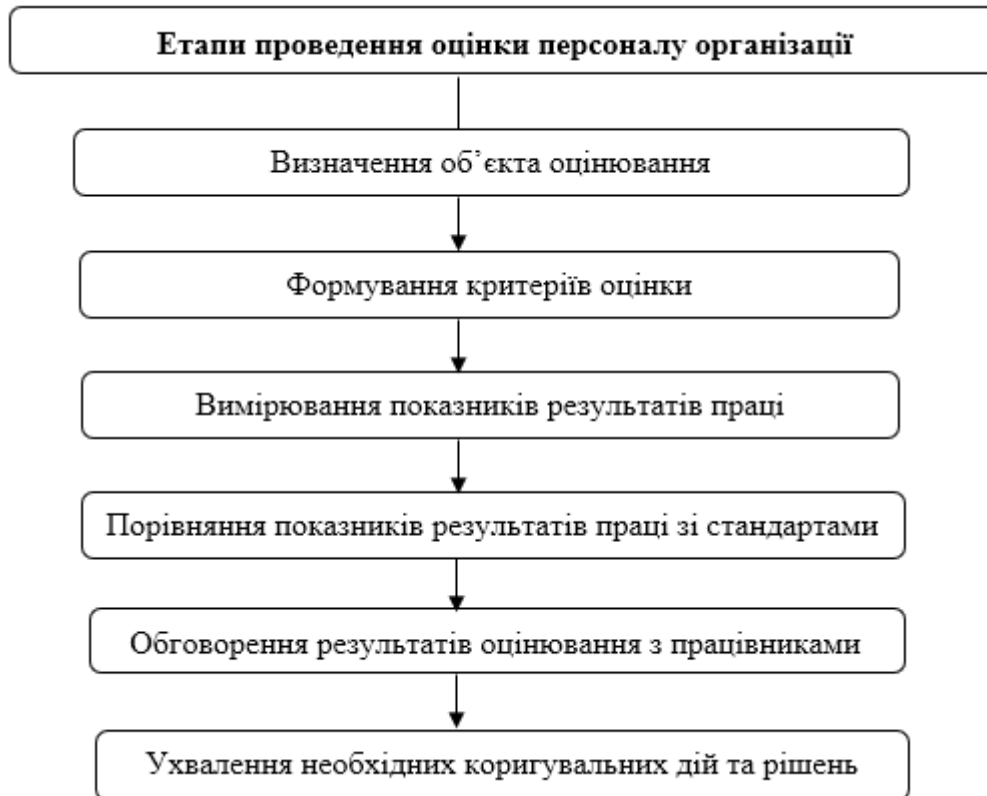 Етапи проведення оцінки персоналу організації
Визначення об’єкта оцінювання
Формування критеріїв оцінки
Вимірювання показників результатів праці
Порівняння показників результатів праці зі стандартами
Обговорення результатів оцінювання з працівниками
Ухвалення необхідних коригувальних дій та рішень